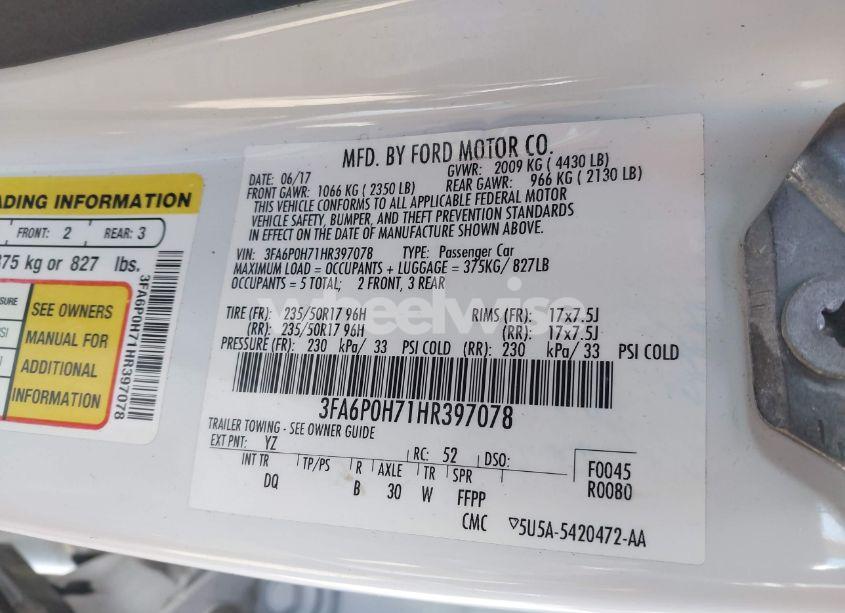 MFD. BY FORD MOTOR CO.
DATE: 06/17 GVWR: 2009 KG ( 4430 LB)
FRONT GAWR: 1066 KG ( 2350 LB) REAR GAWR: 966 KG ( 2130 LB)
THIS VEHICLE CONFORMS TO ALL APPLICABLE FEDERAL MOTOR
VEHICLE SAFETY, BUMPER, AND THEFT PREVENTION STANDARDS
IN EFFECT ON THE DATE OF MANUFACTURE SHOWN ABOVE.
VIN: 3FA6P0H71HR397078 TYPE: Passenger Car
MAXIMUM LOAD = OCCUPANTS + LUGGAGE = 375KG/ 827LB
OCCUPANTS = 5 TOTAL; 2 FRONT, 3 REAR
TIRE (FR): 235/50R17 96H RIMS (FR): 17x7.5J
(RR): 235/50R17 96H (RR): 17x7.5J
PRESSURE (FR): 230 kPa/ 33 PSI COLD (RR): 230 kPa/33 PSI COLD
3FA6P0H71HR397078
TRAILER TOWING - SEE OWNER GUIDE
EXT PNT: YZ RC: 52 DSO: F0045
INT TR TP/PS R AXLE TR SPR R0080
DQ B 30 W FFPP
CMC ▽5U5A-5420472-AA
ADING INFORMATION
FRONT: 2 REAR: 3
375 kg or 827 lbs.
SURE
SEE OWNERS
MANUAL FOR
ADDITIONAL
INFORMATION
3FA6P0H71HR397078
wheelwise